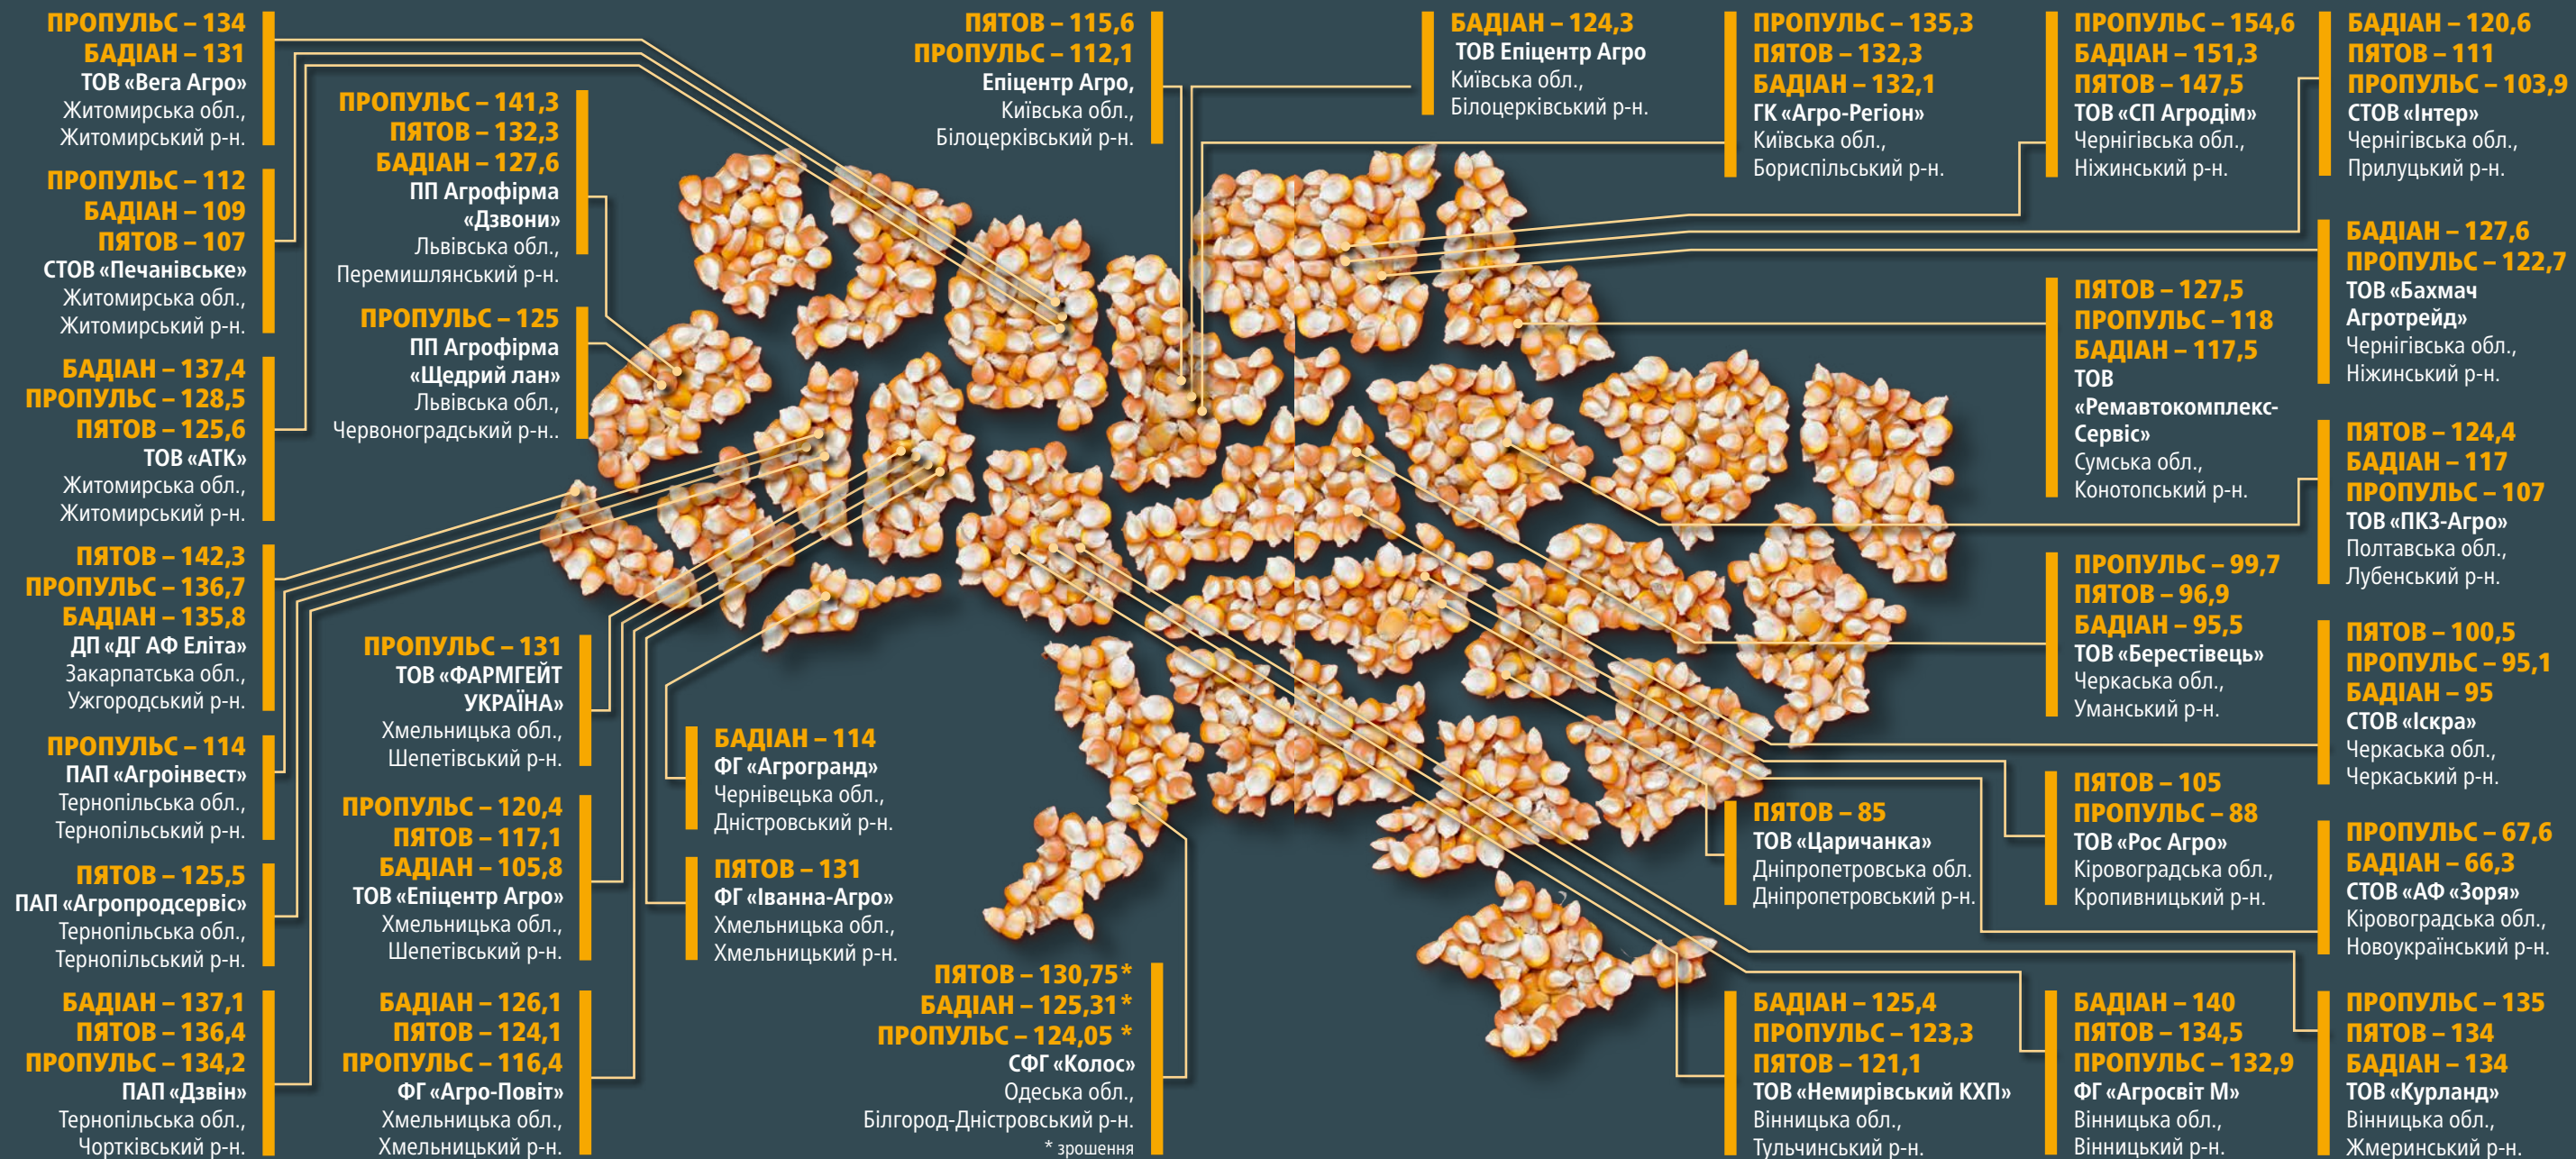 ПРОПУЛЬС – 134
БАДІАН – 131
ТОВ «Вега Агро»
Житомирська обл.,
Житомирський р-н.
ПРОПУЛЬС – 112
БАДІАН – 109
ПЯТОВ – 107
СТОВ «Печанівське»
Житомирська обл.,
Житомирський р-н.
БАДІАН – 137,4
ПРОПУЛЬС – 128,5
ПЯТОВ – 125,6
ТОВ «АТК»
Житомирська обл.,
Житомирський р-н.
ПЯТОВ – 142,3
ПРОПУЛЬС – 136,7
БАДІАН – 135,8
ДП «ДГ АФ Еліта»
Закарпатська обл.,
Ужгородський р-н.
ПРОПУЛЬС – 114
ПАП «Агроінвест»
Тернопільська обл.,
Тернопільський р-н.
ПЯТОВ – 125,5
ПАП «Агропродсервіс»
Тернопільська обл.,
Тернопільський р-н.
БАДІАН – 137,1
ПЯТОВ – 136,4
ПРОПУЛЬС – 134,2
ПАП «Дзвін»
Тернопільська обл.,
Чортківський р-н.
ПРОПУЛЬС – 141,3
ПЯТОВ – 132,3
БАДІАН – 127,6
ПП Агрофірма
«Дзвони»
Львівська обл.,
Перемишлянський р-н.
ПРОПУЛЬС – 125
ПП Агрофірма
«Щедрий лан»
Львівська обл.,
Червоноградський р-н..
ПРОПУЛЬС – 131
ТОВ «ФАРМГЕЙТ
УКРАЇНА»
Хмельницька обл.,
Шепетівський р-н.
ПРОПУЛЬС – 120,4
ПЯТОВ – 117,1
БАДІАН – 105,8
ТОВ «Епіцентр Агро»
Хмельницька обл.,
Шепетівський р-н.
БАДІАН – 126,1
ПЯТОВ – 124,1
ПРОПУЛЬС – 116,4
ФГ «Агро-Повіт»
Хмельницька обл.,
Хмельницький р-н.
БАДІАН – 114
ФГ «Агрогранд»
Чернівецька обл.,
Дністровський р-н.
ПЯТОВ – 131
ФГ «Іванна-Агро»
Хмельницька обл.,
Хмельницький р-н.
ПЯТОВ – 115,6
ПРОПУЛЬС – 112,1
Епіцентр Агро,
Київська обл.,
Білоцерківський р-н.
ПЯТОВ – 130,75*
БАДІАН – 125,31*
ПРОПУЛЬС – 124,05 *
СФГ «Колос»
Одеська обл.,
Білгород-Дністровський р-н.
* зрошення
БАДІАН – 124,3
ТОВ Епіцентр Агро
Київська обл.,
Білоцерківський р-н.
ПРОПУЛЬС – 135,3
ПЯТОВ – 132,3
БАДІАН – 132,1
ГК «Агро-Регіон»
Київська обл.,
Бориспільський р-н.
ПРОПУЛЬС – 154,6
БАДІАН – 151,3
ПЯТОВ – 147,5
ТОВ «СП Агродім»
Чернігівська обл.,
Ніжинський р-н.
БАДІАН – 120,6
ПЯТОВ – 111
ПРОПУЛЬС – 103,9
СТОВ «Інтер»
Чернігівська обл.,
Прилуцький р-н.
БАДІАН – 127,6
ПРОПУЛЬС – 122,7
ТОВ «Бахмач
Агротрейд»
Чернігівська обл.,
Ніжинський р-н.
ПЯТОВ – 127,5
ПРОПУЛЬС – 118
БАДІАН – 117,5
ТОВ
«Ремавтокомплекс-
Сервіс»
Сумська обл.,
Конотопський р-н.
ПЯТОВ – 124,4
БАДІАН – 117
ПРОПУЛЬС – 107
ТОВ «ПКЗ-Агро»
Полтавська обл.,
Лубенський р-н.
ПРОПУЛЬС – 99,7
ПЯТОВ – 96,9
БАДІАН – 95,5
ТОВ «Берестівець»
Черкаська обл.,
Уманський р-н.
ПЯТОВ – 100,5
ПРОПУЛЬС – 95,1
БАДІАН – 95
СТОВ «Іскра»
Черкаська обл.,
Черкаський р-н.
ПЯТОВ – 85
ТОВ «Царичанка»
Дніпропетровська обл.
Дніпропетровський р-н.
ПЯТОВ – 105
ПРОПУЛЬС – 88
ТОВ «Рос Агро»
Кіровоградська обл.,
Кропивницький р-н.
ПРОПУЛЬС – 67,6
БАДІАН – 66,3
СТОВ «АФ «Зоря»
Кіровоградська обл.,
Новоукраїнський р-н.
БАДІАН – 125,4
ПРОПУЛЬС – 123,3
ПЯТОВ – 121,1
ТОВ «Немирівський КХП»
Вінницька обл.,
Тульчинський р-н.
БАДІАН – 140
ПЯТОВ – 134,5
ПРОПУЛЬС – 132,9
ФГ «Агросвіт М»
Вінницька обл.,
Вінницький р-н.
ПРОПУЛЬС – 135
ПЯТОВ – 134
БАДІАН – 134
ТОВ «Курланд»
Вінницька обл.,
Жмеринський р-н.